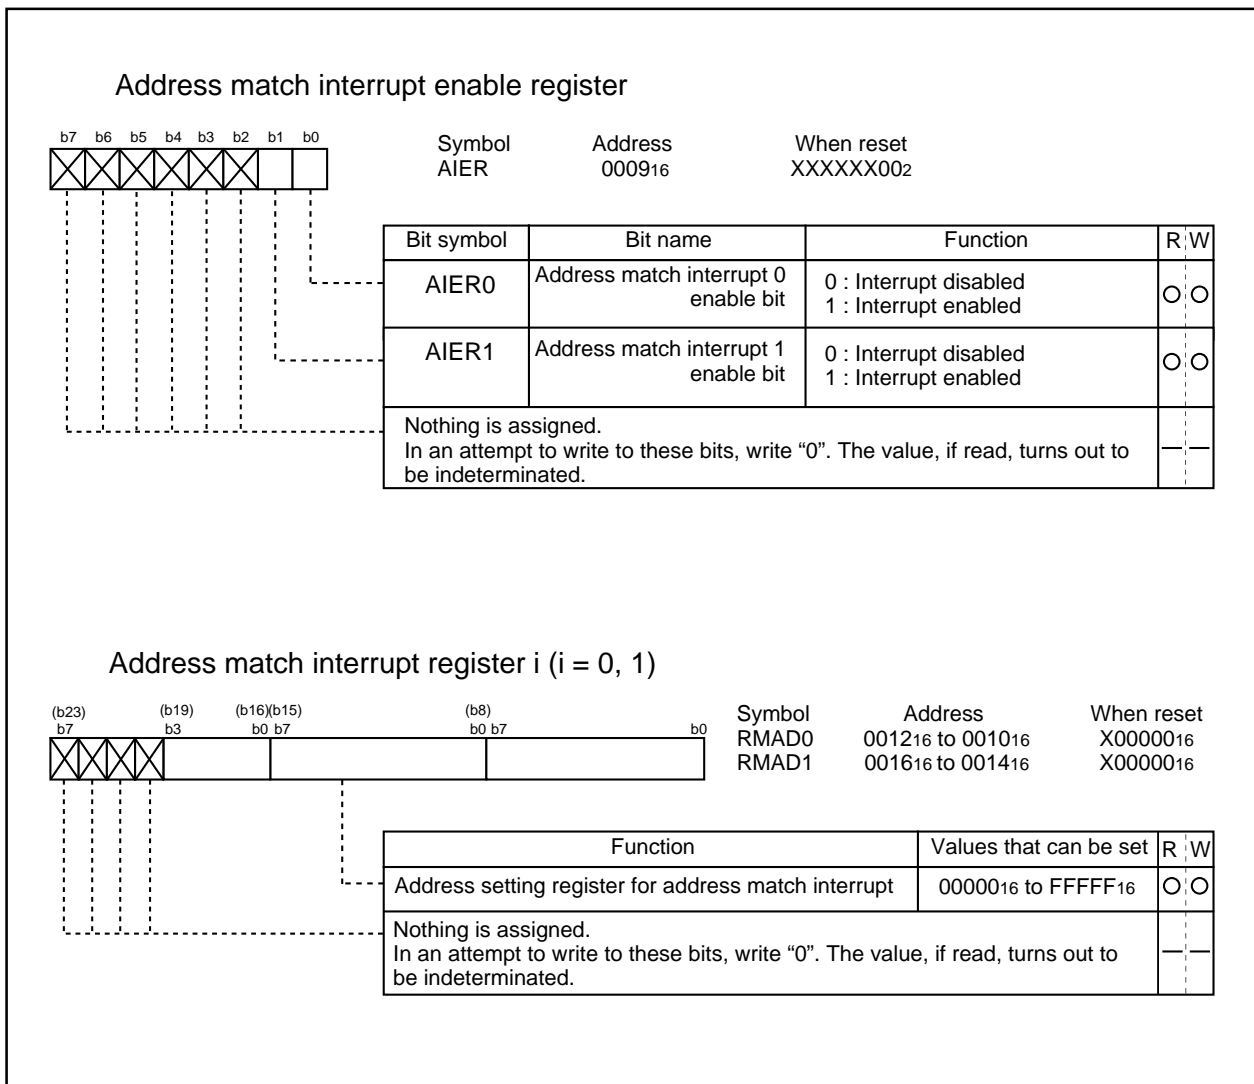 Address match interrupt enable register
b7 b6 b5 b4 b3 b2 b1 b0
Symbol Address When reset
AIER 000916 XXXXXX002
Bit symbol Bit name Function R W
AIER0 Address match interrupt 0 enable bit
0 : Interrupt disabled
1 : Interrupt enabled
AIER1 Address match interrupt 1 enable bit
0 : Interrupt disabled
1 : Interrupt enabled
Nothing is assigned.
In an attempt to write to these bits, write “0”. The value, if read, turns out to
be indeterminated.
Address match interrupt register i (i = 0, 1)
(b23) (b19) (b16)(b15) (b8)
b7 b3 b0 b7 b0 b7 b0
Symbol Address When reset
RMAD0 001216 to 001016 X0000016
RMAD1 001616 to 001416 X0000016
Function Values that can be set R W
Address setting register for address match interrupt 0000016 to FFFFF16
Nothing is assigned.
In an attempt to write to these bits, write “0”. The value, if read, turns out to
be indeterminated.